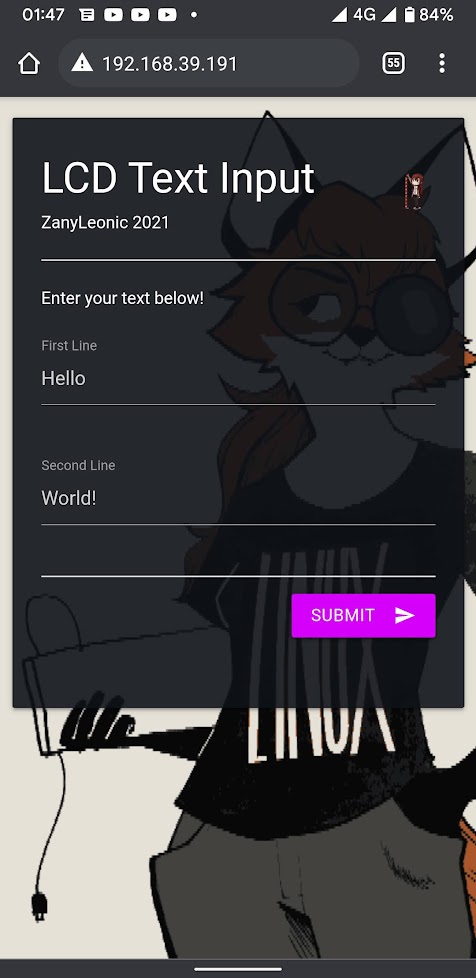 01:47
4G
84%
192.168.39.191
55
LCD Text Input
ZanyLeonic 2021
Enter your text below!
First Line
Hello
Second Line
World!
SUBMIT
LINUX